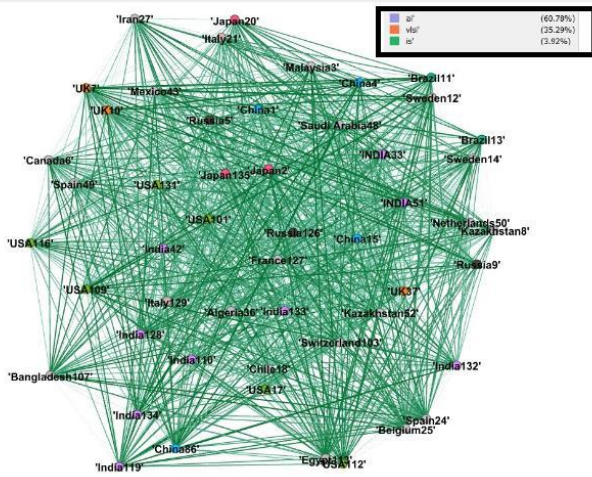 'Iran27'
'Japan20'
'Italy21'
ai' (60.78%)
vlsi' (35.29%)
is' (3.92%)
'Malaysia3'
'China4'
'Brazil11'
'UK7'
'Mexico43'
'Sweden12'
'UK10'
'China1'
'Russia5'
'Saudi Arabia48'
'Brazil13'
'INDIA33'
'Sweden14'
'Canada6'
'Japan135'
'Japan2'
'Spain49'
'USA131'
'INDIA51'
'USA101'
'Netherlands50'
'Kazakhstan8'
'Russia126'
'China15'
'USA116'
'India42'
'France127'
'Russia9'
'USA109'
'UK37'
'Italy129'
'Algeria36'
'India133'
'Kazakhstan52'
'India128'
'Switzerland103'
'India110'
'Chile18'
'India132'
'Bangladesh107'
'USA17'
'India134'
'Spain24'
'Belgium25'
'China86'
'India119'
'USA112'